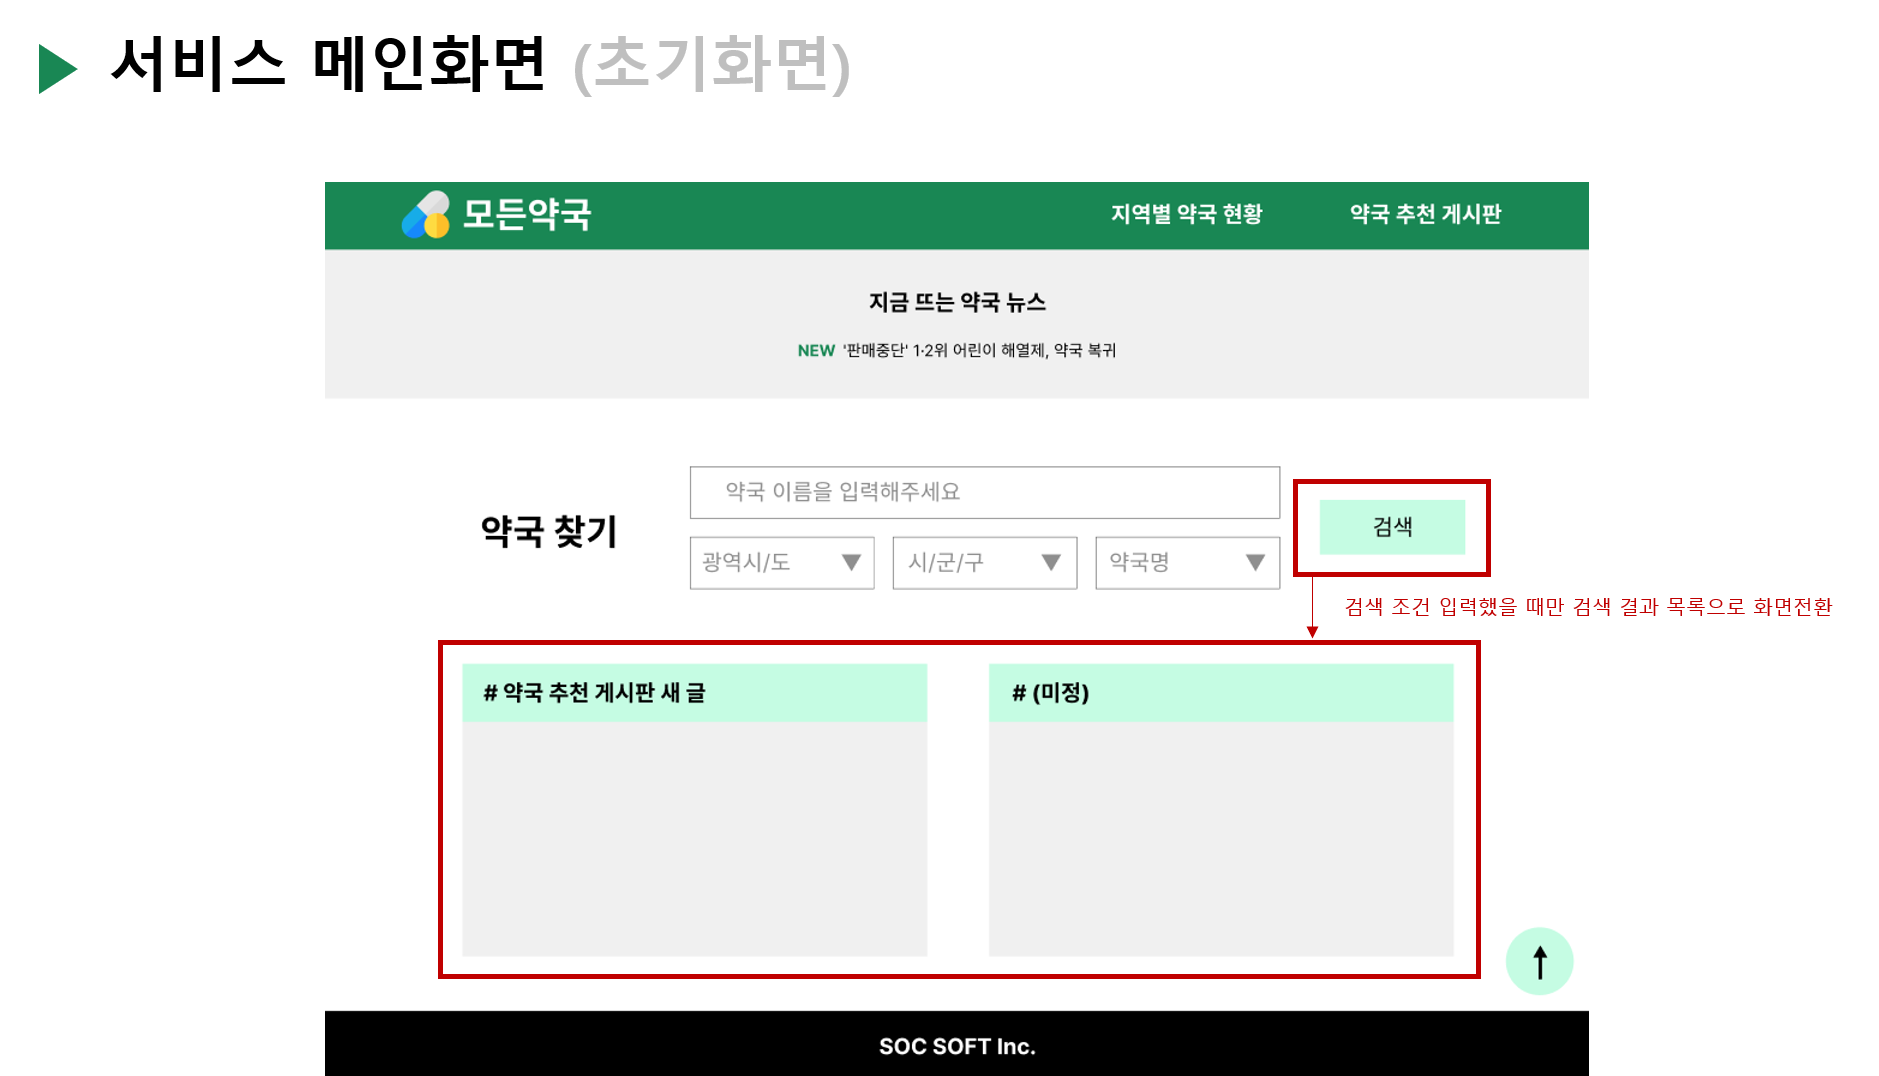 서비스 메인화면 (초기화면)
모든약국
지역별 약국 현황
약국 추천 게시판
지금 뜨는 약국 뉴스
NEW '판매중단' 1·2위 어린이 해열제, 약국 복귀
약국 찾기
약국 이름을 입력해주세요
광역시/도
시/군/구
약국명
검색
검색 조건 입력했을 때만 검색 결과 목록으로 화면전환
# 약국 추천 게시판 새 글
# (미정)
SOC SOFT Inc.